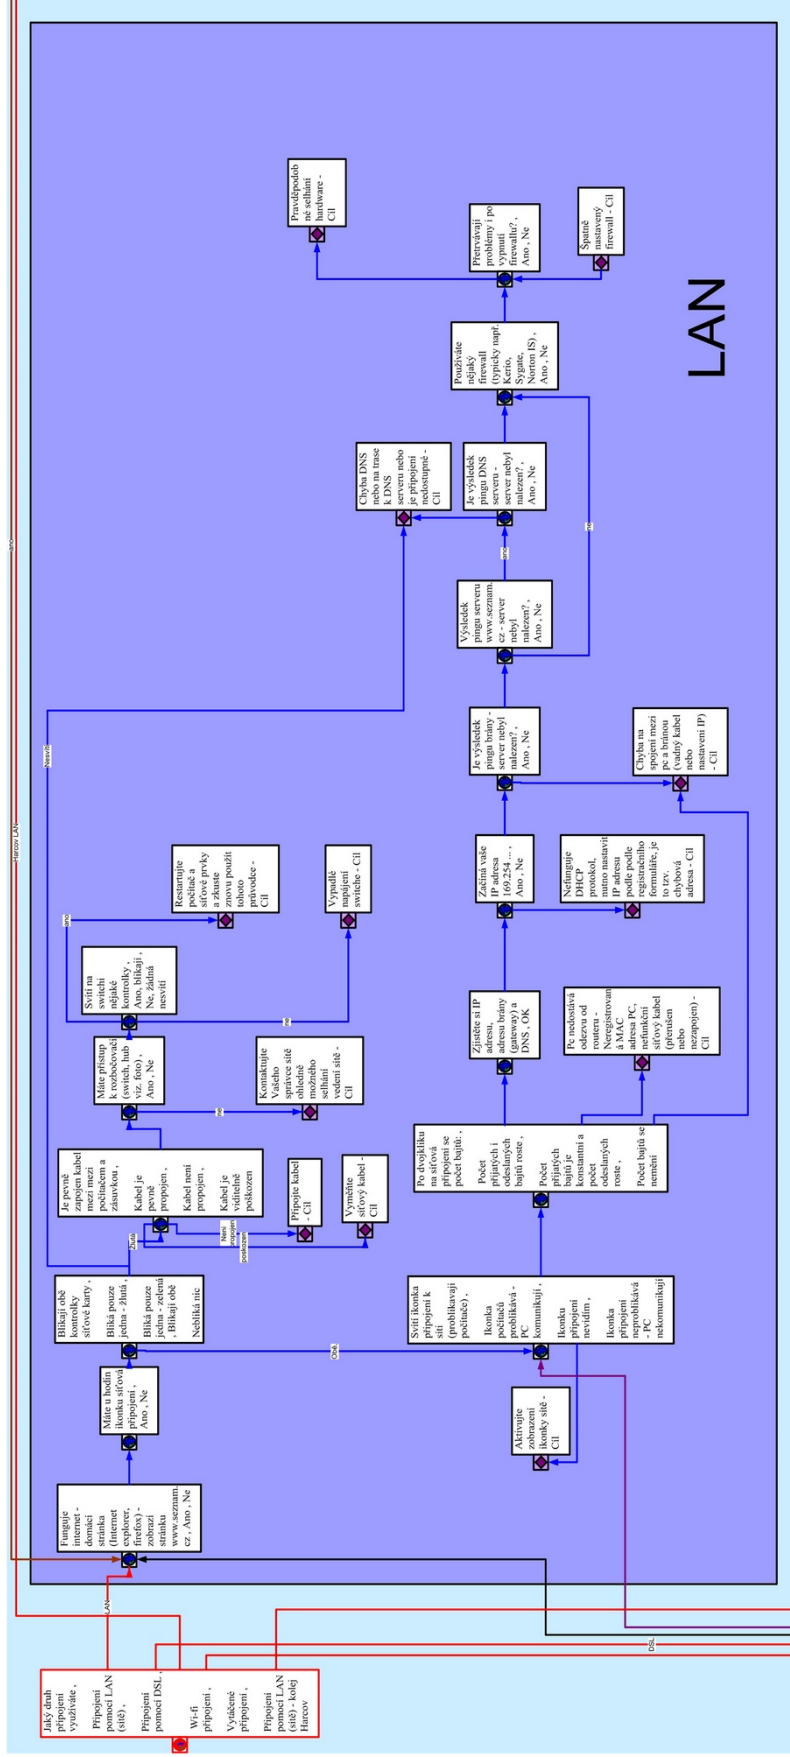 Jaký druh
připojení
využíváte ,
Připojení
pomocí LAN
(sítě) ,
Připojení
pomocí DSL ,
Wi-fi
připojení ,
Vytáčené
připojení ,
Připojení
pomocí LAN
(sítě) - kolej
Harcov
LAN
DSL
ano
Harcov LAN
Funguje
internet -
domácí
stránka
(Internet
explorer,
firefox) -
zobrazí
stránku
www.seznam.
cz , Ano , Ne
Máte u hodin
ikonku síťová
připojení ,
Ano , Ne
Blikají obě
kontrolky
síťové karty ,
Bliká pouze
jedna - žlutá ,
Bliká pouze
jedna - zelená
, Blikají obě
Nebliká nic
Nesvítí
Žlutá
Obě
Je pevně
zapojen kabel
mezi mezi
počítačem a
zásuvkou ,
Kabel je
pevně
propojen ,
Kabel není
propojen ,
Kabel je
viditelně
poškozen
Není
propojen
poskozen
Připojte kabel
- Cíl
Vyměňte
síťový kabel -
Cíl
Máte přístup
k rozbočovači
(switch, hub
viz. foto) ,
Ano , Ne
ne
Kontaktujte
Vašeho
správce sítě
ohledně
možného
selhání
vedení sítě -
Cíl
Svítí na
switchi
nějaké
kontrolky ,
Ano, blikají ,
Ne, žádná
nesvítí
ano
ne
Restartujte
počítač a
síťové prvky
a zkuste
znovu použít
tohoto
průvodce -
Cíl
Vypadlé
napájení
switche - Cíl
Aktivujte
zobrazení
ikonky sítě -
Cíl
Svítí ikonka
připojení k
síti
(problikavají
počítače) ,
Ikonka
počítačů
problikává -
PC
komunikují ,
Ikonku
připojení
nevidím ,
Ikonka
připojení
neproblikává
- PC
nekomunikují
Po dvojkliku
na síťová
připojení se
počet bajtů: ,
Počet
přijatých i
odeslaných
bajtů roste ,
Počet
přijatých
bajtů je
konstantní a
počet
odeslaných
roste ,
Počet bajtů se
nemění
Zjistěte si IP
adresu,
adresu brány
(gateway) a
DNS , OK
Pc nedostává
odezvu od
routeru -
Neregistrovan
á MAC
adresa PC,
nefunkční
síťový kabel
(přerušen
nebo
nezapojen) -
Cíl
Začíná vaše
IP adresa
169.254 ... ,
Ano , Ne
Nefunguje
DHCP
protokol,
nutno nastavit
IP adresu
podle podle
registračního
formuláře, je
to tzv.
chybová
adresa - Cíl
Je výsledek
pingu brány -
server nebyl
nalezen? ,
Ano , Ne
Chyba na
spojení mezi
pc a bránou
(vadný kabel
nebo
nastavení IP)
- Cíl
Výsledek
pingu serveru
www.seznam.
cz - server
nebyl
nalezen? ,
Ano , Ne
ano
ne
Chyba DNS
nebo na trase
k DNS
serveru nebo
je připojení
nedostupné -
Cíl
Je výsledek
pingu DNS
serveru -
server nebyl
nalezen? ,
Ano , Ne
Používáte
nějaký
firewall
(typicky např.
Kerio,
Sygate,
Norton IS) ,
Ano , Ne
Přetrvávají
problémy i po
vypnutí
firewallu? ,
Ano , Ne
Pravděpodob
né selhání
hardware -
Cíl
Špatně
nastavený
firewall - Cíl
LAN